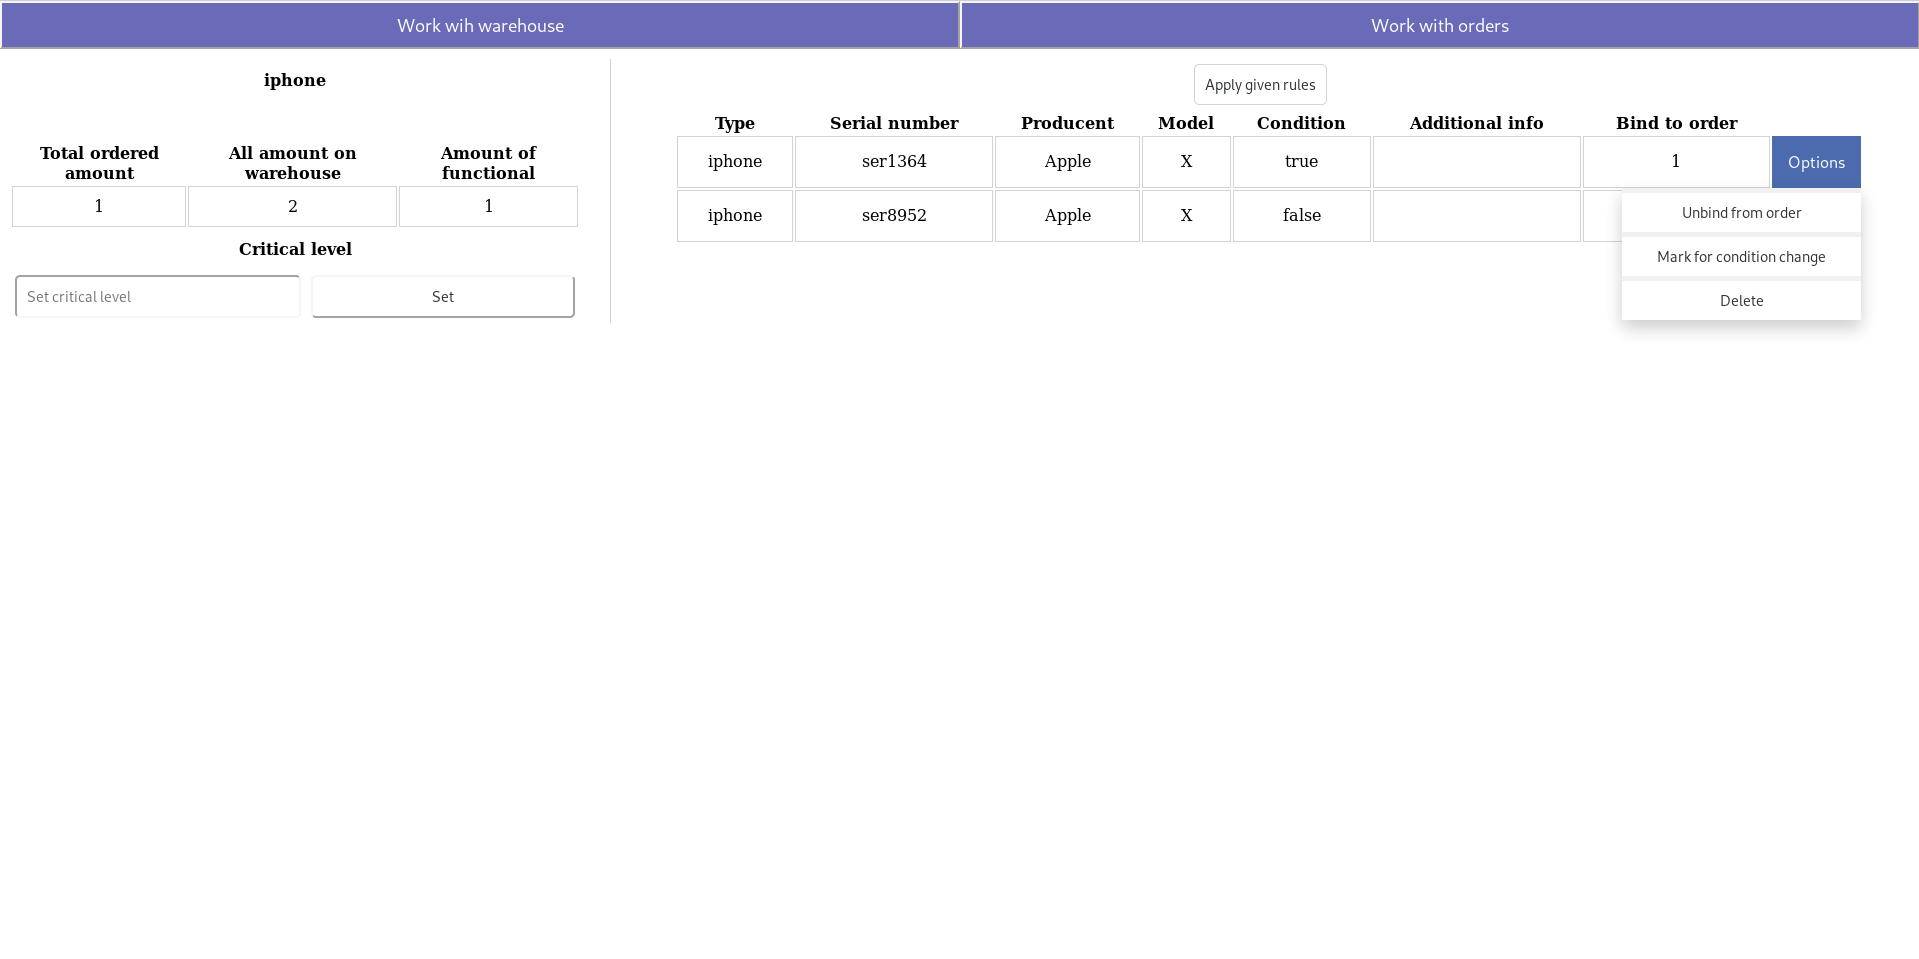 Work wih warehouse
Work with orders
iphone
Total ordered
amount
All amount on
warehouse
Amount of
functional
1
2
1
Critical level
Set critical level
Set
Apply given rules
Type
Serial number
Producent
Model
Condition
Additional info
Bind to order
iphone
ser1364
Apple
X
true
1
Options
iphone
ser8952
Apple
X
false
Unbind from order
Mark for condition change
Delete